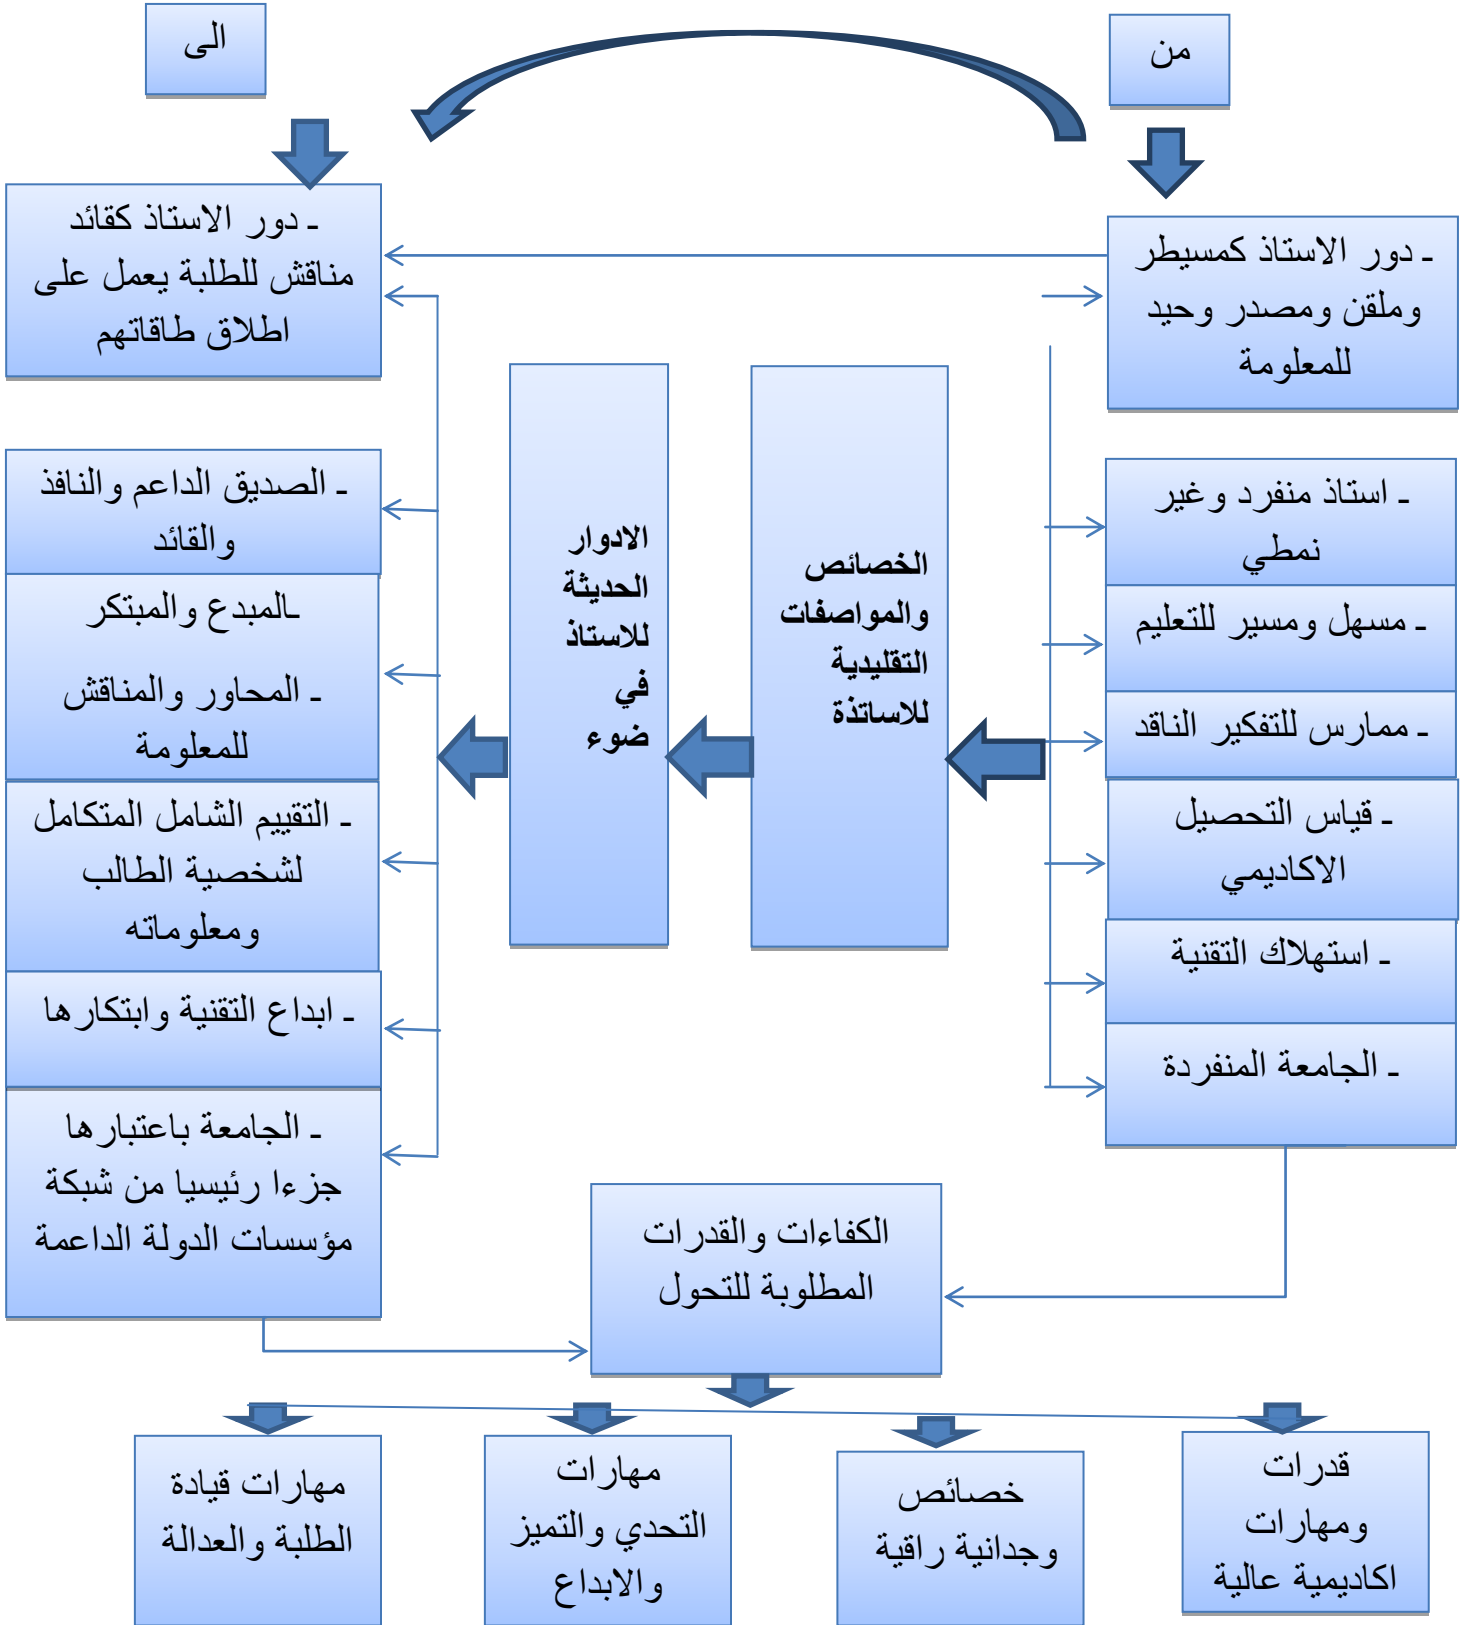 من
الى
ـ دور الاستاذ كمسيطر
وملقن ومصدر وحيد
للمعلومة
ـ دور الاستاذ كقائد
مناقش للطلبة يعمل على
اطلاق طاقاتهم
ـ استاذ منفرد وغير
نمطي
ـ مسهل ومسير للتعليم
ـ ممارس للتفكير الناقد
ـ قياس التحصيل
الاكاديمي
ـ استهلاك التقنية
ـ الجامعة المنفردة
الخصائص
والمواصفات
التقليدية
للاساتذة
الادوار
الحديثة
للاستاذ
في
ضوء
ـ الصديق الداعم والنافذ
والقائد
ـالمبدع والمبتكر
ـ المحاور والمناقش
للمعلومة
ـ التقييم الشامل المتكامل
لشخصية الطالب
ومعلوماته
ـ ابداع التقنية وابتكارها
ـ الجامعة باعتبارها
جزءا رئيسيا من شبكة
مؤسسات الدولة الداعمة
الكفاءات والقدرات
المطلوبة للتحول
قدرات
ومهارات
اكاديمية عالية
خصائص
وجدانية راقية
مهارات
التحدي والتميز
والابداع
مهارات قيادة
الطلبة والعدالة